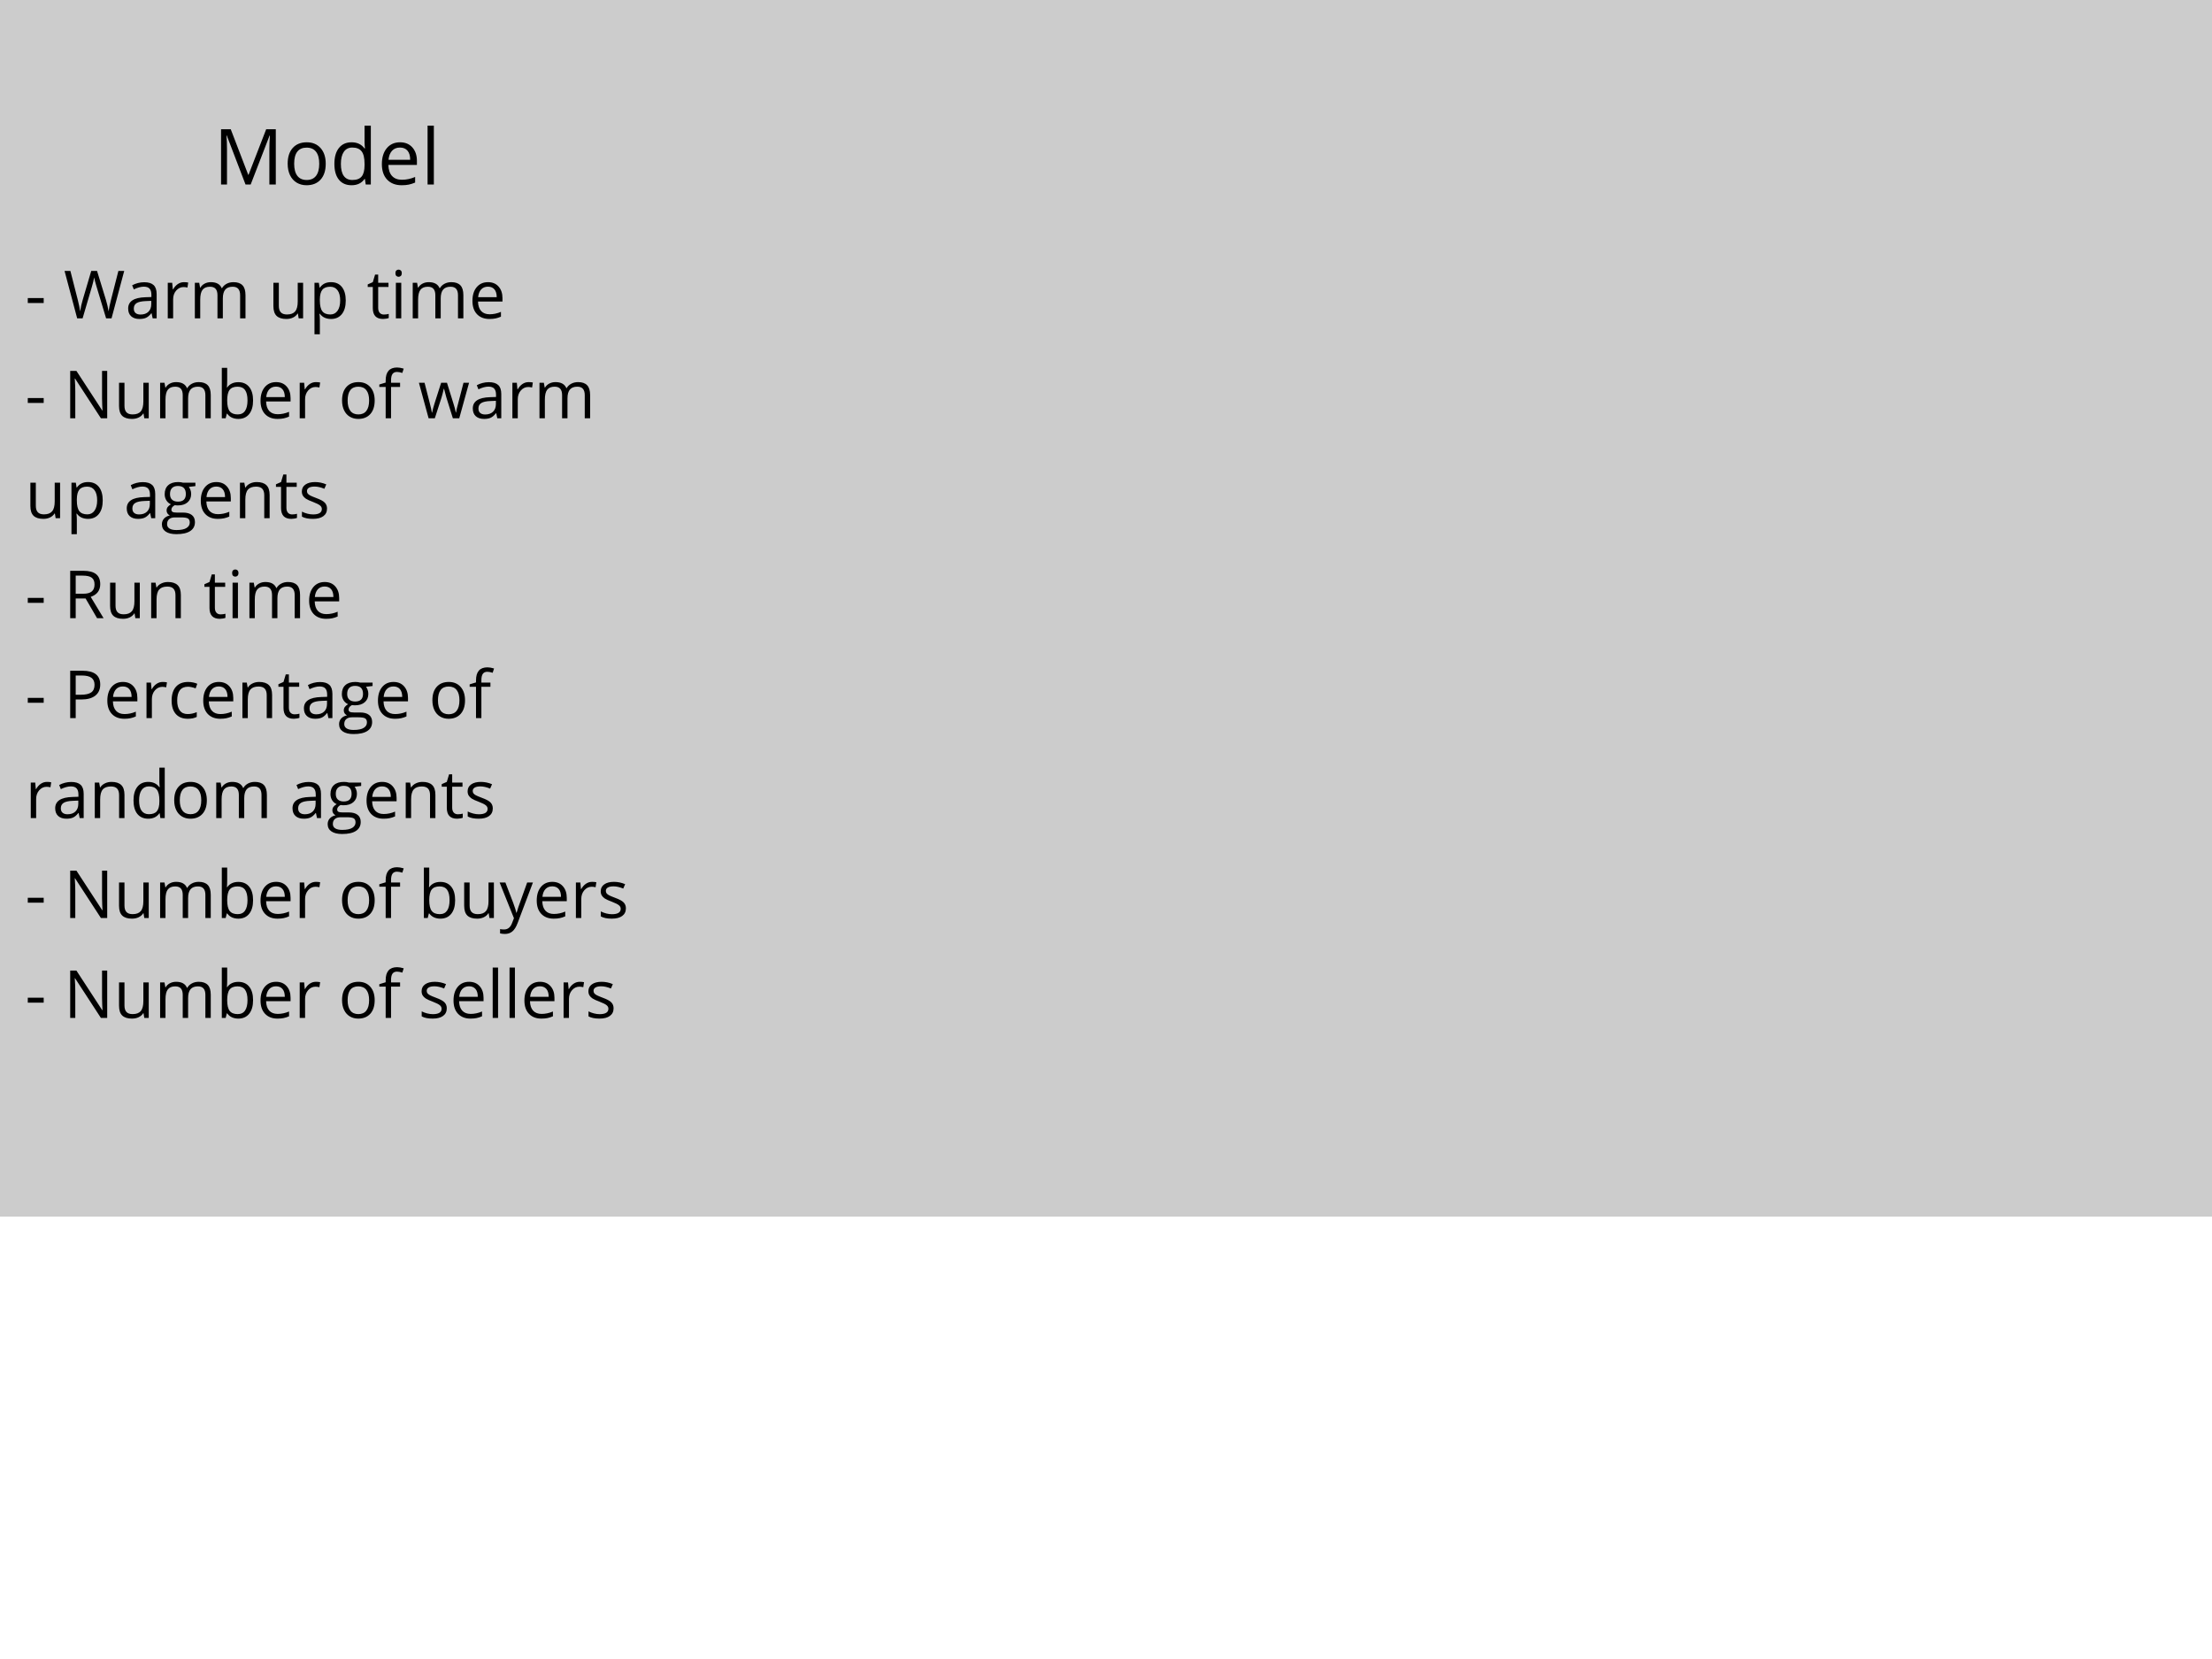 Model
- Warm up time
- Number of warm
up agents
- Run time
- Percentage of
random agents
- Number of buyers
- Number of sellers